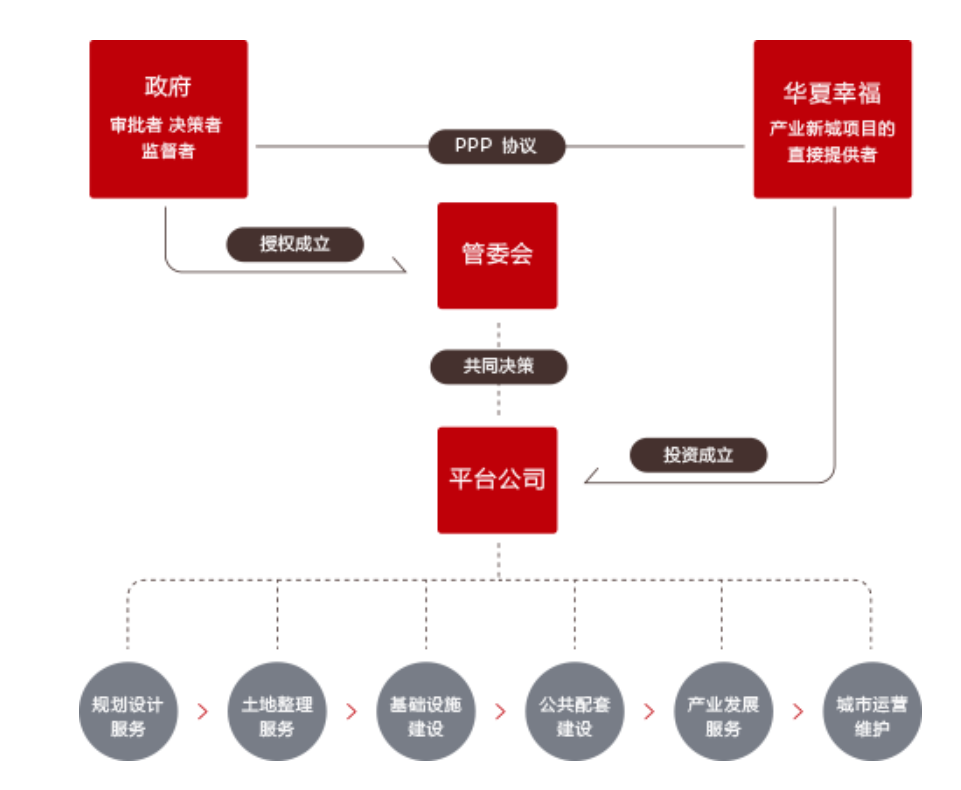 政府
审批者 决策者
监督者
华夏幸福
产业新城项目的
直接提供者
PPP 协议
授权成立
管委会
共同决策
平台公司
投资成立
规划设计
服务
土地整理
服务
基础设施
建设
公共配套
建设
产业发展
服务
城市运营
维护